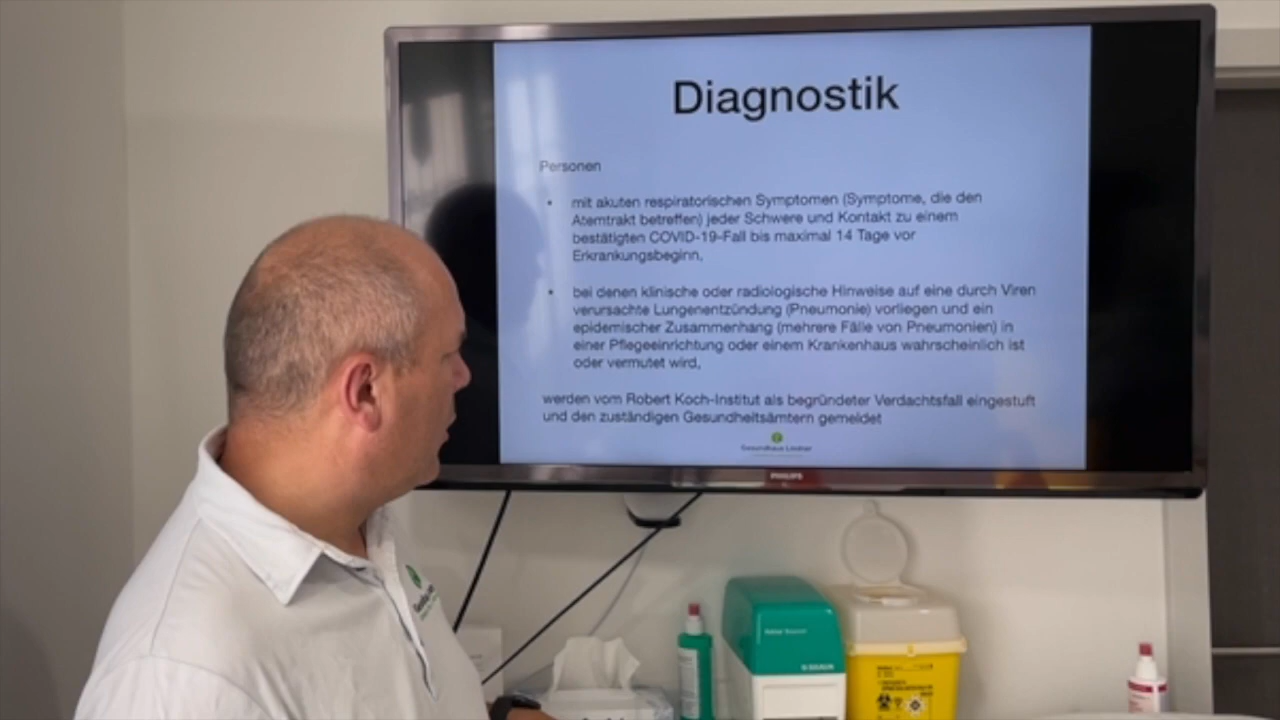 Diagnostik
Personen
• mit akuten respiratorischen Symptomen (Symptome, die den
Atemtrakt betreffen) jeder Schwere und Kontakt zu einem
bestätigten COVID-19-Fall bis maximal 14 Tage vor
Erkrankungsbeginn,
• bei denen klinische oder radiologische Hinweise auf eine durch Viren
verursachte Lungenentzündung (Pneumonie) vorliegen und ein
epidemischer Zusammenhang (mehrere Fälle von Pneumonien) in
einer Pflegeeinrichtung oder einem Krankenhaus wahrscheinlich ist
oder vermutet wird,
werden vom Robert Koch-Institut als begründeter Verdachtsfall eingestuft
und den zuständigen Gesundheitsämtern gemeldet
Gesundhaus Lindner
PHILIPS
B BRAUN